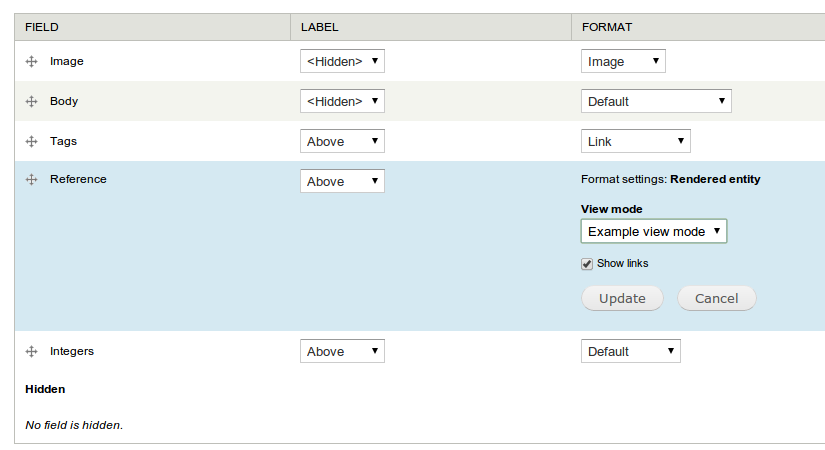 FIELD LABEL FORMAT
Image <Hidden> Image
Body <Hidden> Default
Tags Above Link
Reference Above Format settings: Rendered entity
View mode
Example view mode
Show links
Update Cancel
Integers Above Default
Hidden
No field is hidden.